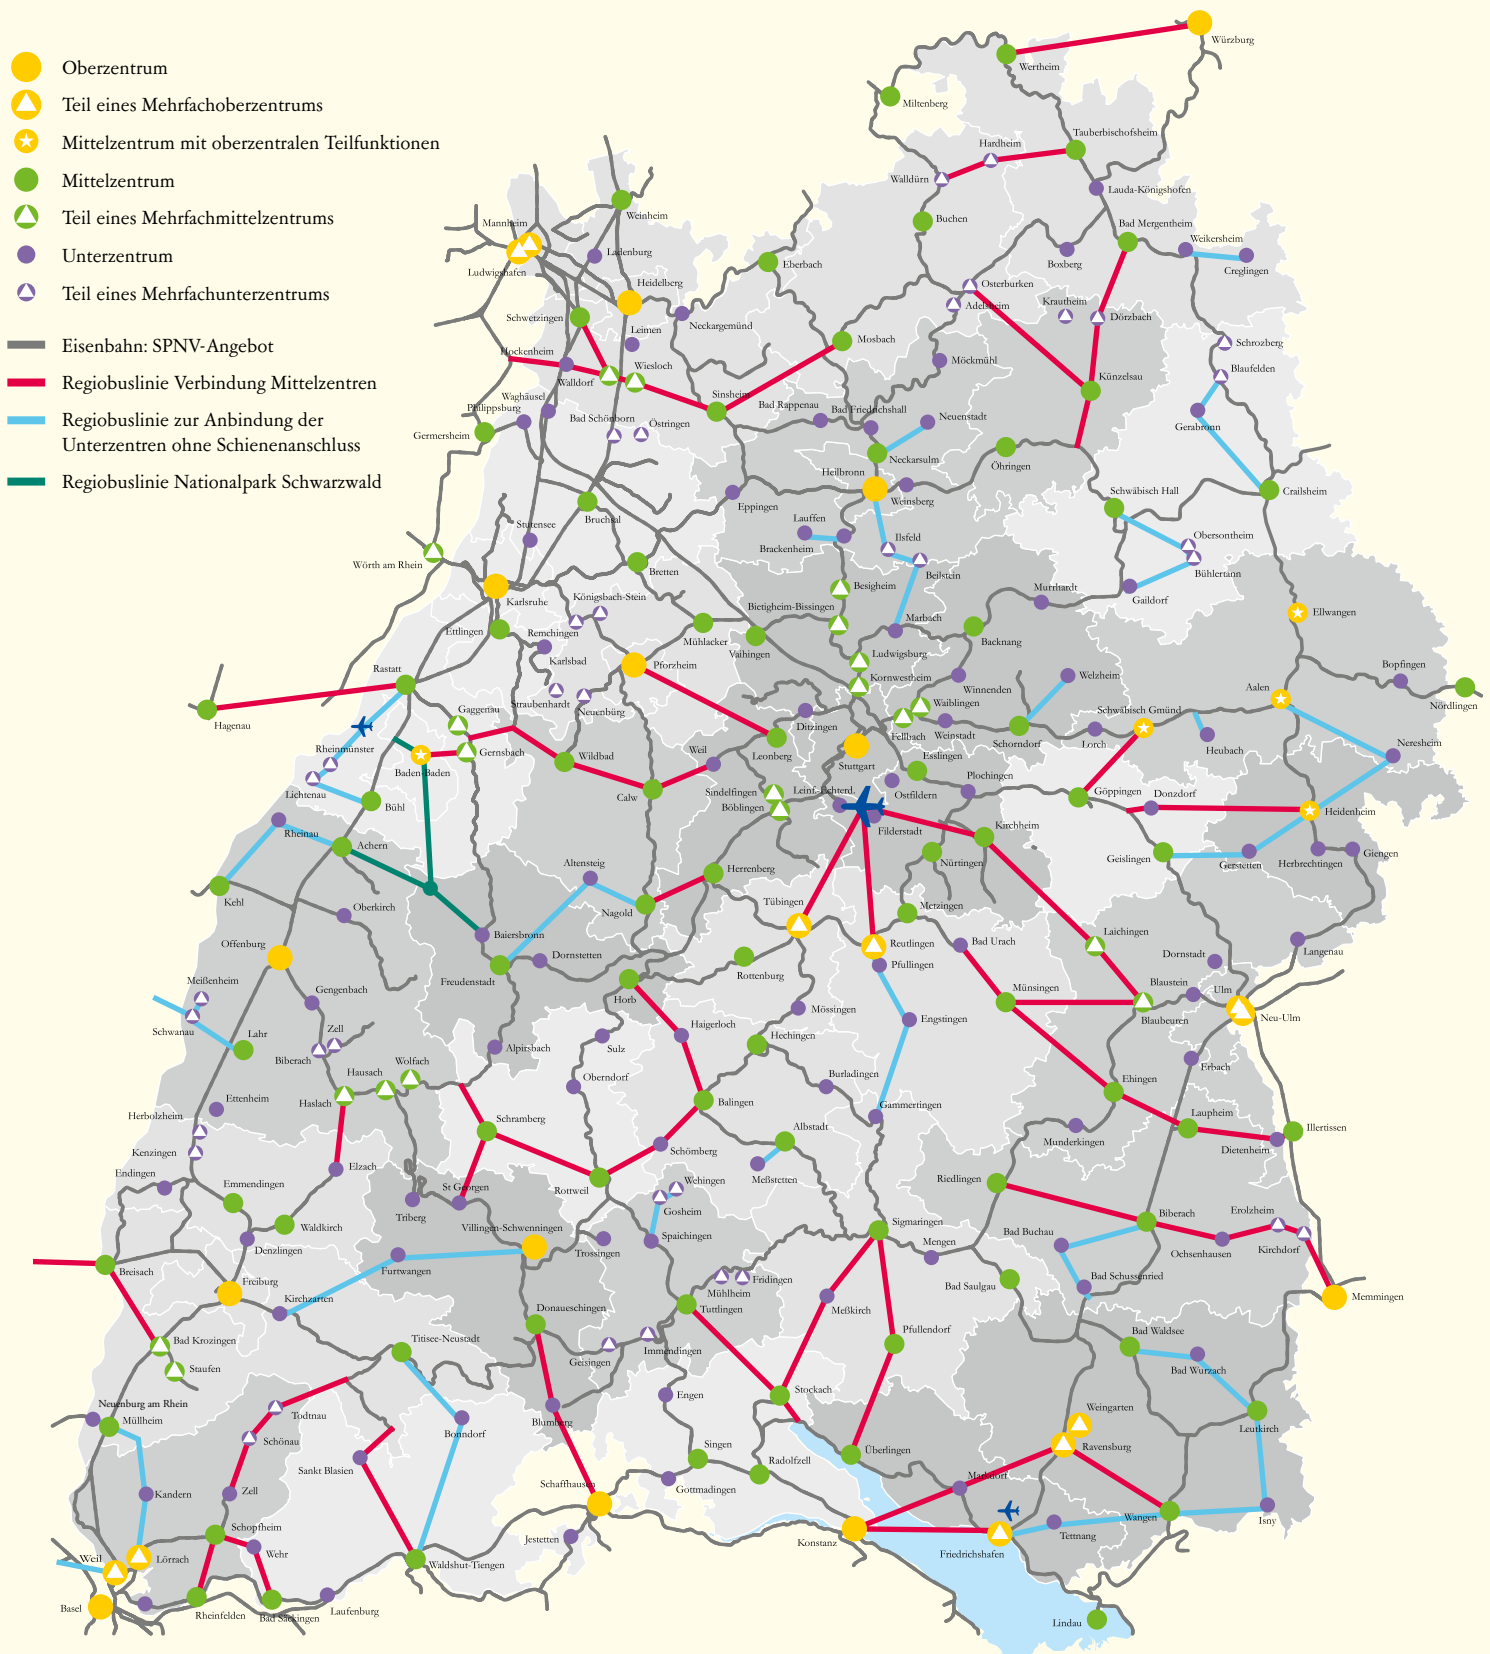 Oberzentrum
Teil eines Mehrfachoberzentrums
Mittelzentrum mit oberzentralen Teilfunktionen
Mittelzentrum
Teil eines Mehrfachmittelzentrums
Unterzentrum
Teil eines Mehrfachunterzentrums
Eisenbahn: SPNV-Angebot
Regiobuslinie Verbindung Mittelzentren
Regiobuslinie zur Anbindung der
Unterzentren ohne Schienenanschluss
Regiobuslinie Nationalpark Schwarzwald
Würzburg
Wertheim
Miltenberg
Tauberbischofsheim
Hardheim
Walldürn
Lauda-Königshofen
Weinheim
Buchen
Mannheim
Bad Mergentheim
Weikersheim
Ladenburg
Boxberg
Creglingen
Ludwigshafen
Eberbach
Heidelberg
Osterburken
Adelsheim
Krautheim
Dörzbach
Schwetzingen
Neckargemünd
Leimen
Mosbach
Schrozberg
Hockenheim
Möckmühl
Wiesloch
Walldorf
Blaufelden
Künzelsau
Sinsheim
Waghäusel
Philippsburg
Bad Rappenau
Bad Friedrichshall
Bad Schönborn
Östringen
Neuenstadt
Gerabronn
Germersheim
Neckarsulm
Öhringen
Heilbronn
Weinsberg
Schwäbisch Hall
Crailsheim
Eppingen
Bruchsal
Lauffen
Stutensee
Brackenheim
Ilsfeld
Obersontheim
Wörth am Rhein
Bretten
Beilstein
Bühlertann
Besigheim
Murrhardt
Gaildorf
Karlsruhe
Königsbach-Stein
Bietigheim-Bissingen
Ellwangen
Marbach
Ettlingen
Remchingen
Mühlacker
Vaihingen
Backnang
Karlsbad
Pforzheim
Ludwigsburg
Bopfingen
Rastatt
Kornwestheim
Winnenden
Welzheim
Aalen
Straubenhardt
Neuenbürg
Nördlingen
Hagenau
Gaggenau
Ditzingen
Waiblingen
Schwäbisch Gmünd
Fellbach
Weinstadt
Schorndorf
Lorch
Heubach
Neresheim
Rheinmünster
Gernsbach
Wildbad
Weil
Leonberg
Stuttgart
Esslingen
Baden-Baden
Plochingen
Lichtenau
Bühl
Calw
Sindelfingen
Leinf.-Echterd.
Ostfildern
Göppingen
Donzdorf
Böblingen
Heidenheim
Rheinau
Filderstadt
Kirchheim
Achern
Altensteig
Herrenberg
Nürtingen
Geislingen
Gerstetten
Herbrechtingen
Giengen
Kehl
Oberkirch
Nagold
Tübingen
Metzingen
Baiersbronn
Laichingen
Offenburg
Reutlingen
Bad Urach
Langenau
Dornstetten
Pfullingen
Dornstadt
Freudenstadt
Rottenburg
Meißenheim
Gengenbach
Horb
Münsingen
Blaustein
Ulm
Schwanau
Mössingen
Engstingen
Blaubeuren
Neu-Ulm
Zell
Lahr
Haigerloch
Hechingen
Biberach
Alpirsbach
Sulz
Wolfach
Erbach
Hausach
Oberndorf
Burladingen
Ehingen
Ettenheim
Haslach
Balingen
Gammertingen
Herbolzheim
Schramberg
Albstadt
Laupheim
Illertissen
Munderkingen
Kenzingen
Schömberg
Dietenheim
Elzach
Endingen
Meßstetten
Emmendingen
St Georgen
Rottweil
Wehingen
Riedlingen
Triberg
Gosheim
Waldkirch
Villingen-Schwenningen
Sigmaringen
Biberach
Erolzheim
Bad Buchau
Denzlingen
Trossingen
Spaichingen
Mengen
Ochsenhausen
Kirchdorf
Breisach
Furtwangen
Fridingen
Bad Saulgau
Bad Schussenried
Freiburg
Mühlheim
Kirchzarten
Memmingen
Donaueschingen
Tuttlingen
Meßkirch
Bad Krozingen
Titisee-Neustadt
Pfullendorf
Bad Waldsee
Staufen
Geisingen
Immendingen
Bad Wurzach
Neuenburg am Rhein
Engen
Stockach
Todtnau
Weingarten
Müllheim
Blumberg
Leutkirch
Schönau
Bonndorf
Singen
Überlingen
Ravensburg
Sankt Blasien
Radolfzell
Schaffhausen
Gottmadingen
Markdorf
Zell
Kandern
Isny
Wangen
Schopfheim
Konstanz
Tettnang
Jestetten
Friedrichshafen
Weil
Lörrach
Wehr
Waldshut-Tiengen
Basel
Rheinfelden
Bad Säckingen
Laufenburg
Lindau